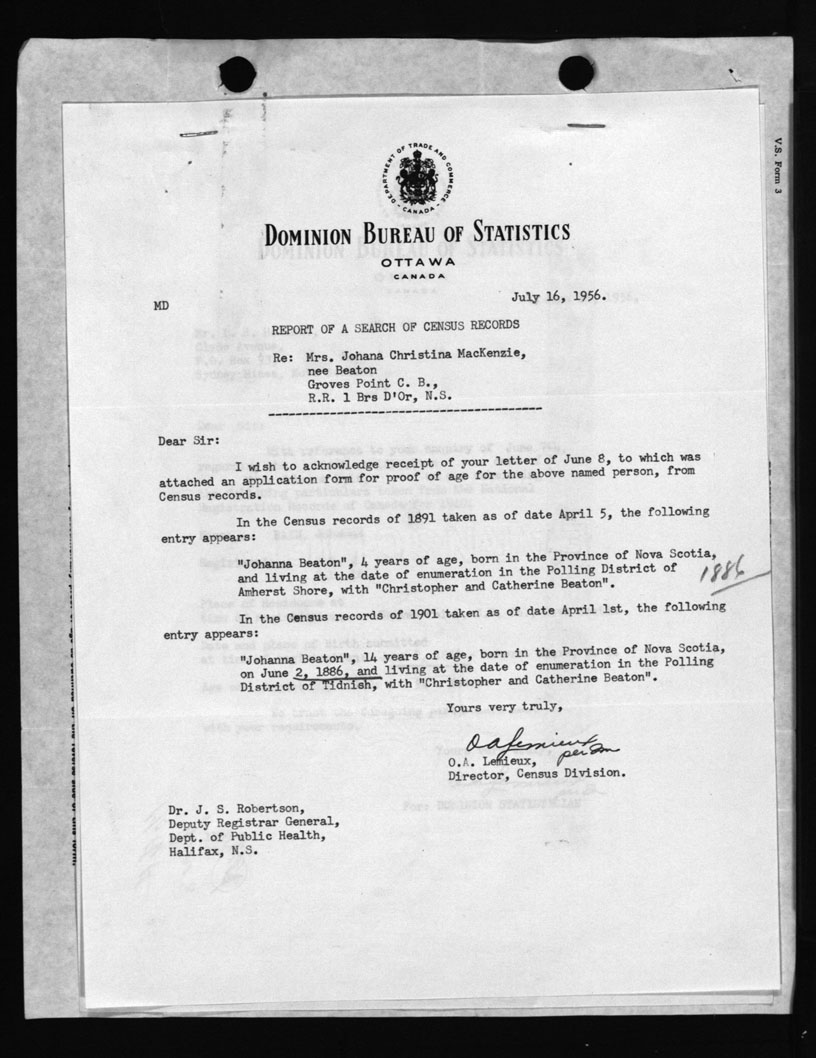 V.S. Form 3
DEPARTMENT OF TRADE AND COMMERCE
- CANADA -
DOMINION BUREAU OF STATISTICS
OTTAWA
CANADA
July 16, 1956.
MD
REPORT OF A SEARCH OF CENSUS RECORDS
Re: Mrs. Johana Christina MacKenzie,
nee Beaton
Groves Point C. B.,
R.R. 1 Brs D'Or, N.S.
Dear Sir:
I wish to acknowledge receipt of your letter of June 8, to which was
attached an application form for proof of age for the above named person, from
Census records.
In the Census records of 1891 taken as of date April 5, the following
entry appears:
"Johanna Beaton", 4 years of age, born in the Province of Nova Scotia,
and living at the date of enumeration in the Polling District of
Amherst Shore, with "Christopher and Catherine Beaton".
1886
In the Census records of 1901 taken as of date April 1st, the following
entry appears:
"Johanna Beaton", 14 years of age, born in the Province of Nova Scotia,
on June 2, 1886, and living at the date of enumeration in the Polling
District of Tidnish, with "Christopher and Catherine Beaton".
Yours very truly,
O A Lemieux
O.A. Lemieux,
Director, Census Division.
Dr. J. S. Robertson,
Deputy Registrar General,
Dept. of Public Health,
Halifax, N.S.